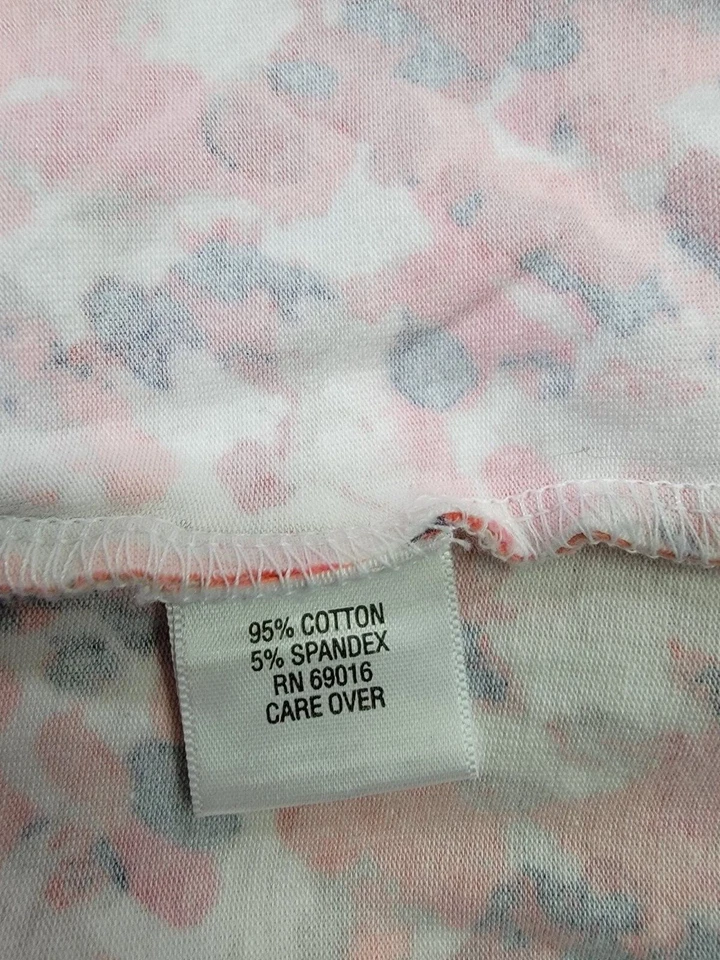 95% COTTON
5% SPANDEX
RN 69016
CARE OVER